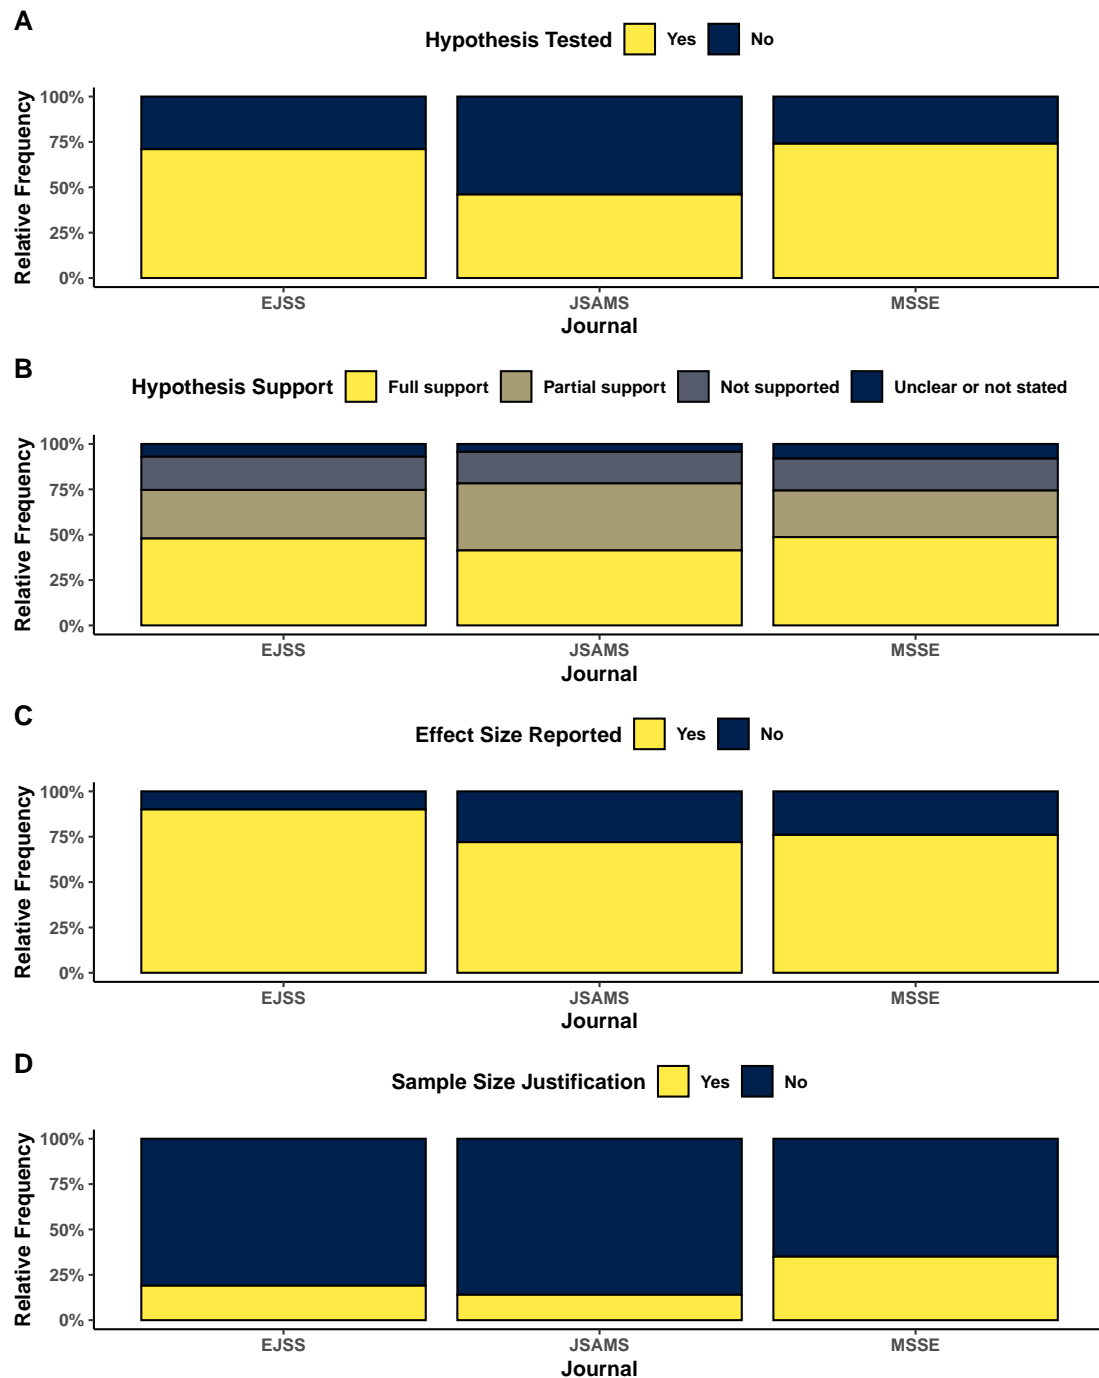 A
Hypothesis Tested Yes No
Relative Frequency
100%
75%
50%
25%
0%
EJSS JSAMS MSSE
Journal
B
Hypothesis Support Full support Partial support Not supported Unclear or not stated
Relative Frequency
100%
75%
50%
25%
0%
EJSS JSAMS MSSE
Journal
C
Effect Size Reported Yes No
Relative Frequency
100%
75%
50%
25%
0%
EJSS JSAMS MSSE
Journal
D
Sample Size Justification Yes No
Relative Frequency
100%
75%
50%
25%
0%
EJSS JSAMS MSSE
Journal